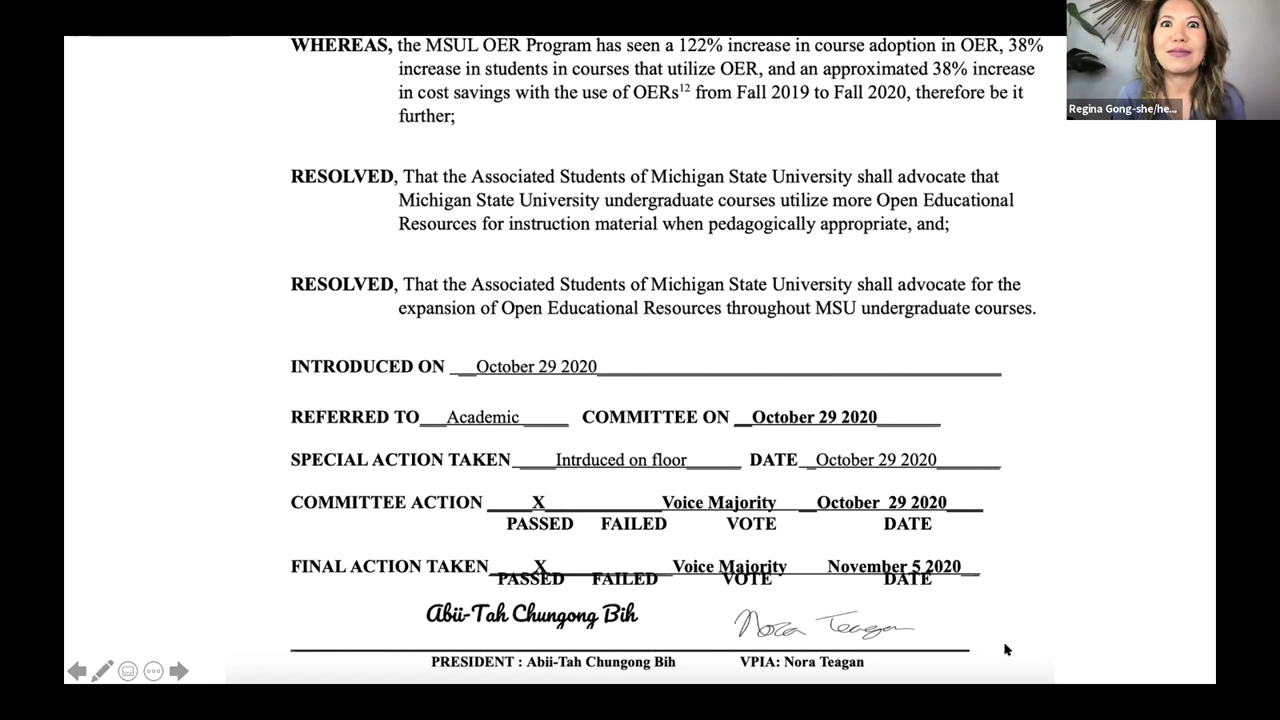 WHEREAS, the MSUL OER Program has seen a 122% increase in course adoption in OER, 38%
increase in students in courses that utilize OER, and an approximated 38% increase
in cost savings with the use of OERs¹² from Fall 2019 to Fall 2020, therefore be it
further;
Regina Gong-she/he...
RESOLVED, That the Associated Students of Michigan State University shall advocate that
Michigan State University undergraduate courses utilize more Open Educational
Resources for instruction material when pedagogically appropriate, and;
RESOLVED, That the Associated Students of Michigan State University shall advocate for the
expansion of Open Educational Resources throughout MSU undergraduate courses.
INTRODUCED ON October 29 2020
REFERRED TO Academic COMMITTEE ON October 29 2020
SPECIAL ACTION TAKEN Intrduced on floor DATE October 29 2020
COMMITTEE ACTION X Voice Majority October 29 2020
PASSED FAILED VOTE DATE
FINAL ACTION TAKEN X Voice Majority November 5 2020
PASSED FAILED VOTE DATE
Abii-Tah Chungong Bih Nora Teagan
PRESIDENT : Abii-Tah Chungong Bih VPIA: Nora Teagan